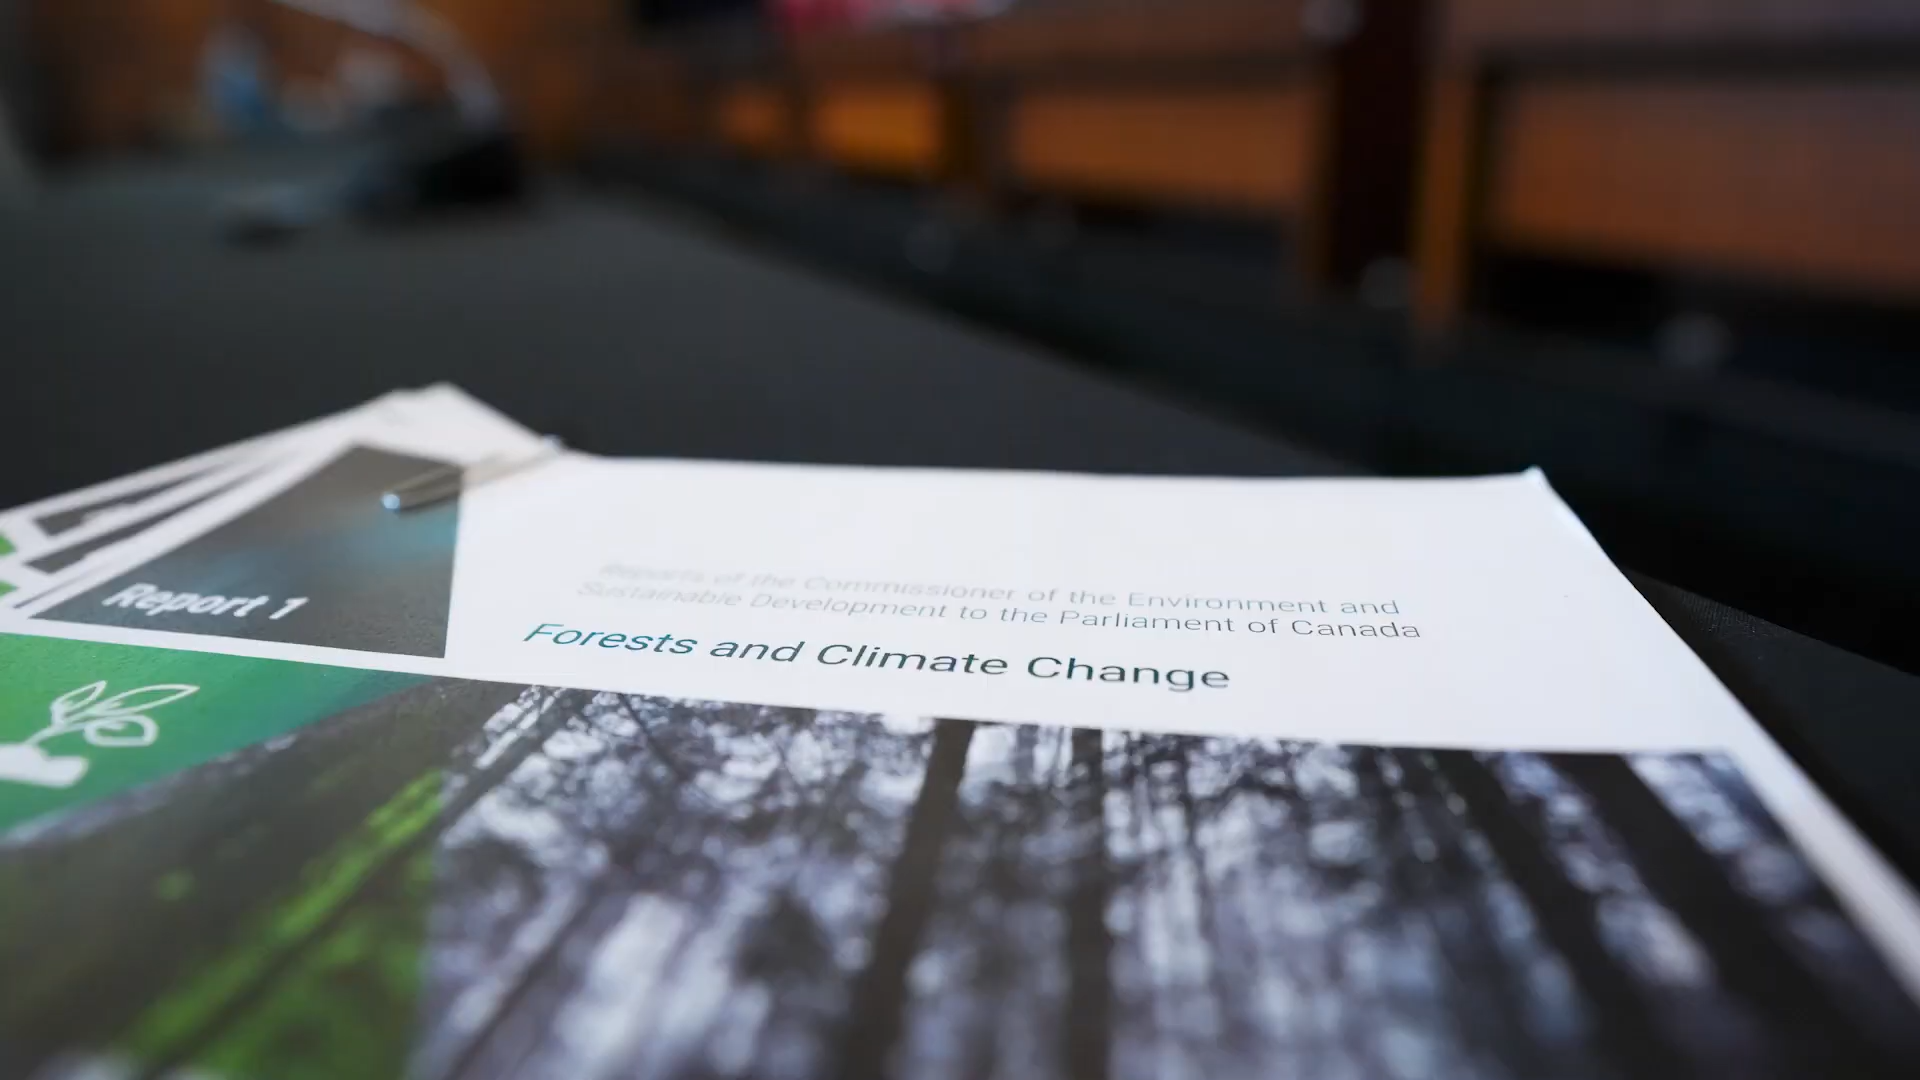 Report 1
Reports of the Commissioner of the Environment and
Sustainable Development to the Parliament of Canada
Forests and Climate Change